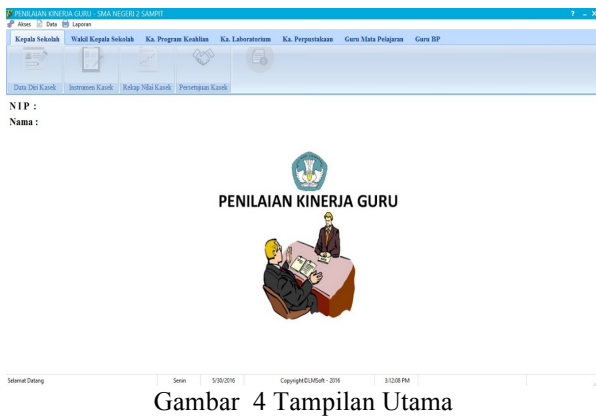 PENILAIAN KINERJA GURU - SMA NEGERI 2 SAMPIT
Akses Data Laporan
Kepala Sekolah Wakil Kepala Sekolah Ka. Program Keahlian Ka. Laboratorium Ka. Perpustakaan Guru Mata Pelajaran Guru BP
Data Diri Kasek Instrumen Kasek Rekap Nilai Kasek Persetujuan Kasek
N I P :
Nama :
PENILAIAN KINERJA GURU
Selamat Datang Senin 5/30/2016 Copyright©LMSoft - 2016 3:12:08 PM
Gambar 4 Tampilan Utama